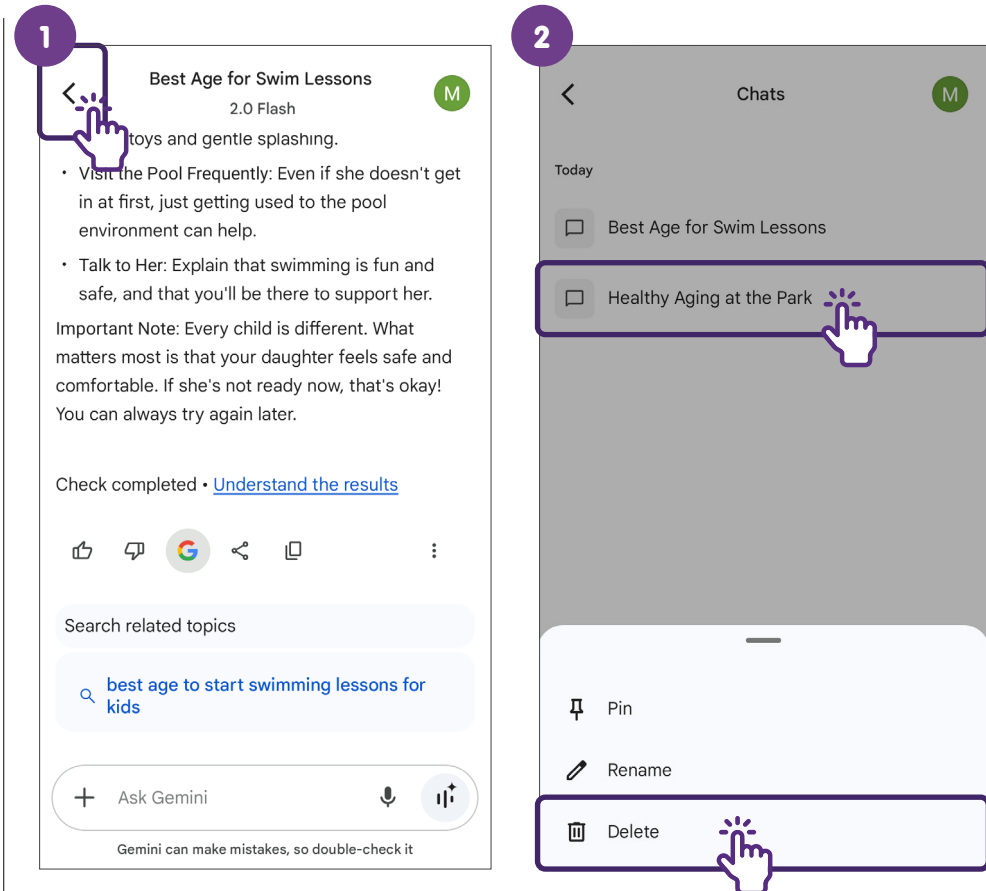 1
Best Age for Swim Lessons
2.0 Flash
M
toys and gentle splashing.
• Visit the Pool Frequently: Even if she doesn't get
in at first, just getting used to the pool
environment can help.
• Talk to Her: Explain that swimming is fun and
safe, and that you'll be there to support her.
Important Note: Every child is different. What
matters most is that your daughter feels safe and
comfortable. If she's not ready now, that's okay!
You can always try again later.
Check completed • Understand the results
G
Search related topics
best age to start swimming lessons for
kids
Ask Gemini
Gemini can make mistakes, so double-check it
2
Chats
M
Today
Best Age for Swim Lessons
Healthy Aging at the Park
Pin
Rename
Delete